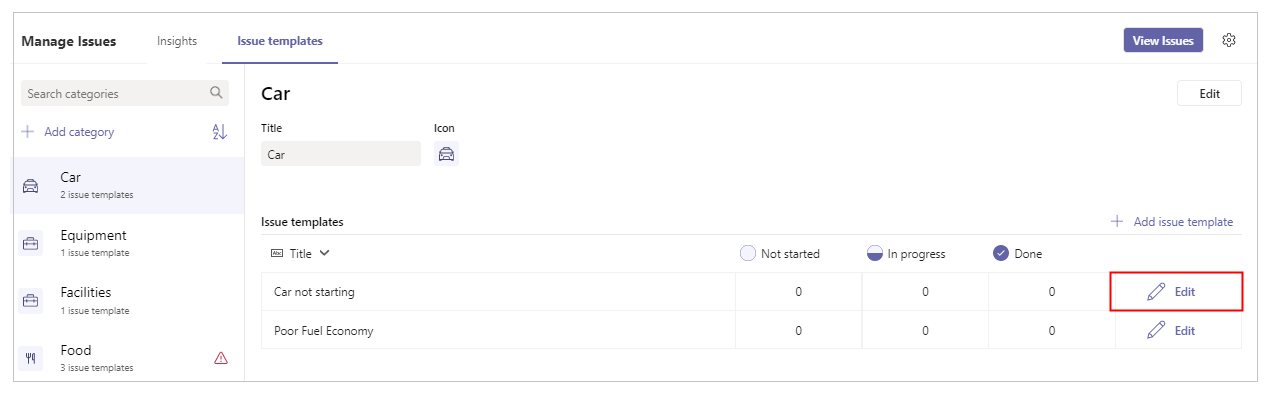 Manage Issues Insights Issue templates View Issues
Search categories
Add category
A
Z
Car
2 issue templates
Equipment
1 issue template
Facilities
1 issue template
Food
3 issue templates
Car Edit
Title Icon
Car
Issue templates Add issue template
Abc Title Not started In progress Done
Car not starting 0 0 0 Edit
Poor Fuel Economy 0 0 0 Edit